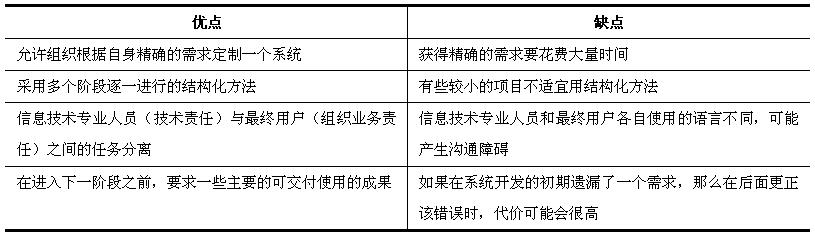 优点 缺点
允许组织根据自身精确的需求定制一个系统 获得精确的需求要花费大量时间
采用多个阶段逐一进行的结构化方法 有些较小的项目不适宜用结构化方法
信息技术专业人员（技术责任）与最终用户（组织业务责
任）之间的任务分离
信息技术专业人员和最终用户各自使用的语言不同，可能
产生沟通障碍
在进入下一阶段之前，要求一些主要的可交付使用的成果
如果在系统开发的初期遗漏了一个需求，那么在后面更正
该错误时，代价可能会很高